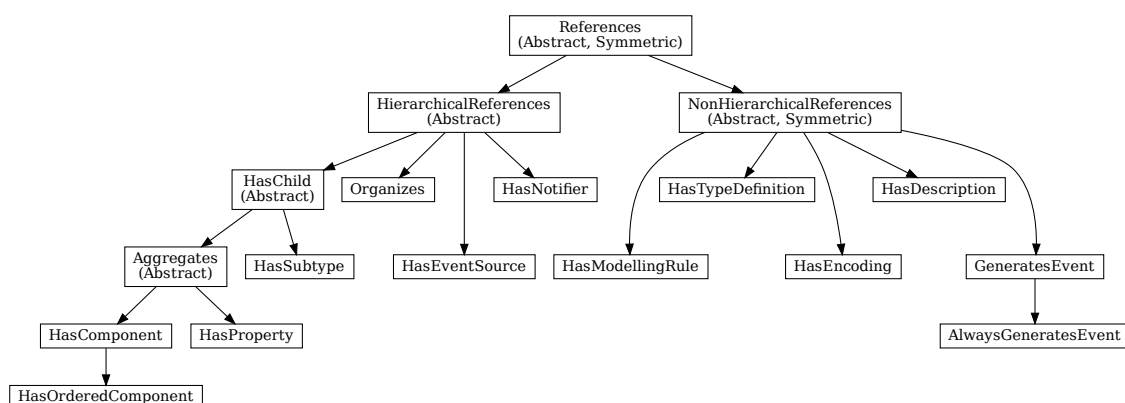 References
(Abstract, Symmetric)
HierarchicalReferences
(Abstract)
NonHierarchicalReferences
(Abstract, Symmetric)
HasChild
(Abstract)
Organizes
HasNotifier
HasTypeDefinition
HasDescription
Aggregates
(Abstract)
HasSubtype
HasEventSource
HasModellingRule
HasEncoding
GeneratesEvent
HasComponent
HasProperty
AlwaysGeneratesEvent
HasOrderedComponent